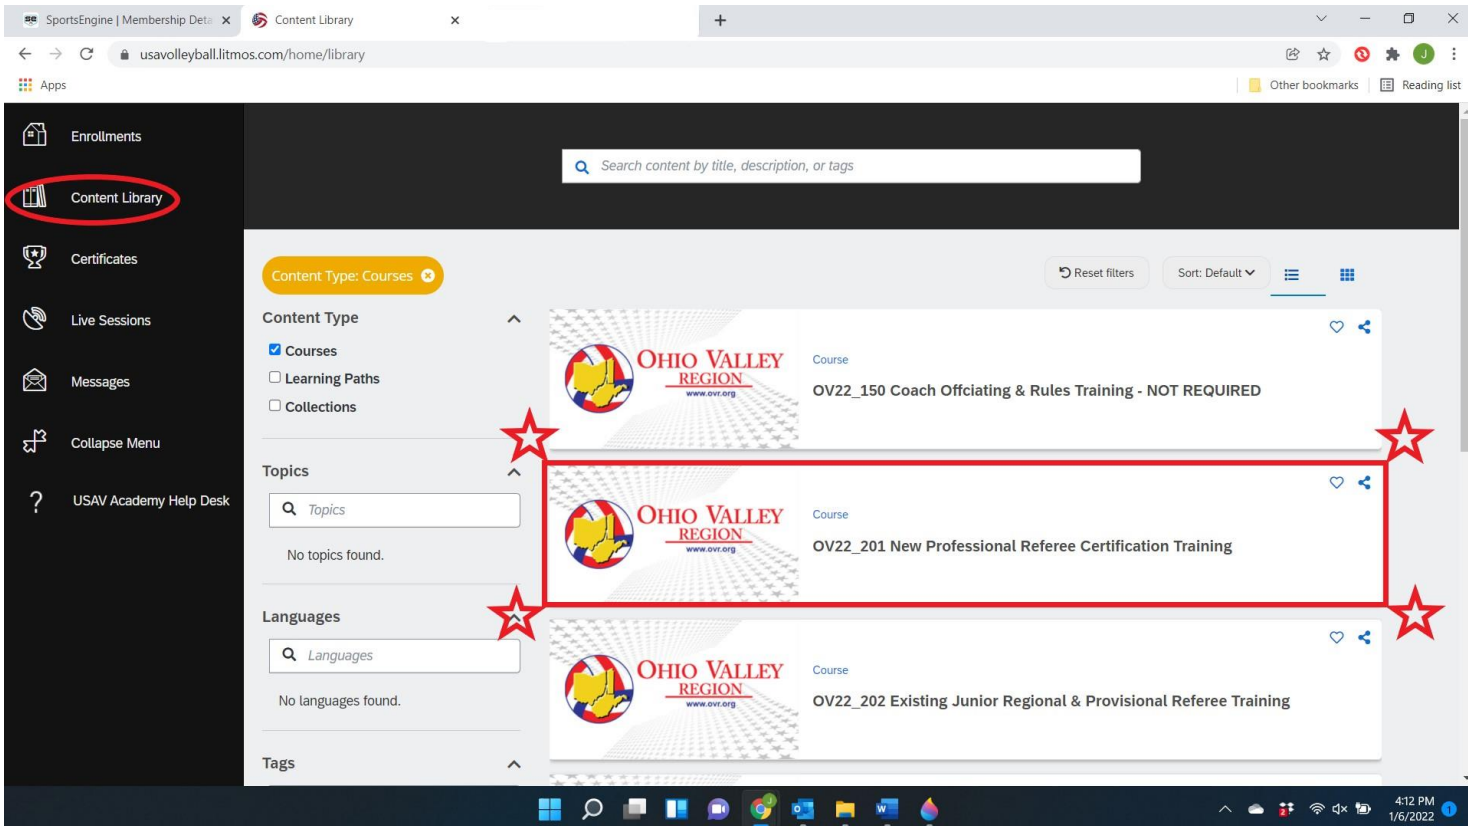 SportsEngine | Membership Deta
Content Library
usavolleyball.litmos.com/home/library
J
Apps
Other bookmarks
Reading list
Enrollments
Content Library
Certificates
Live Sessions
Messages
Collapse Menu
? USAV Academy Help Desk
Search content by title, description, or tags
Content Type: Courses
Reset filters
Sort: Default
Content Type
Courses
Learning Paths
Collections
Topics
Topics
No topics found.
Languages
Languages
No languages found.
Tags
OHIO VALLEY
REGION
www.ovr.org
Course
OV22_150 Coach Offciating & Rules Training - NOT REQUIRED
OHIO VALLEY
REGION
www.ovr.org
Course
OV22_201 New Professional Referee Certification Training
OHIO VALLEY
REGION
www.ovr.org
Course
OV22_202 Existing Junior Regional & Provisional Referee Training
4:12 PM
1/6/2022
1